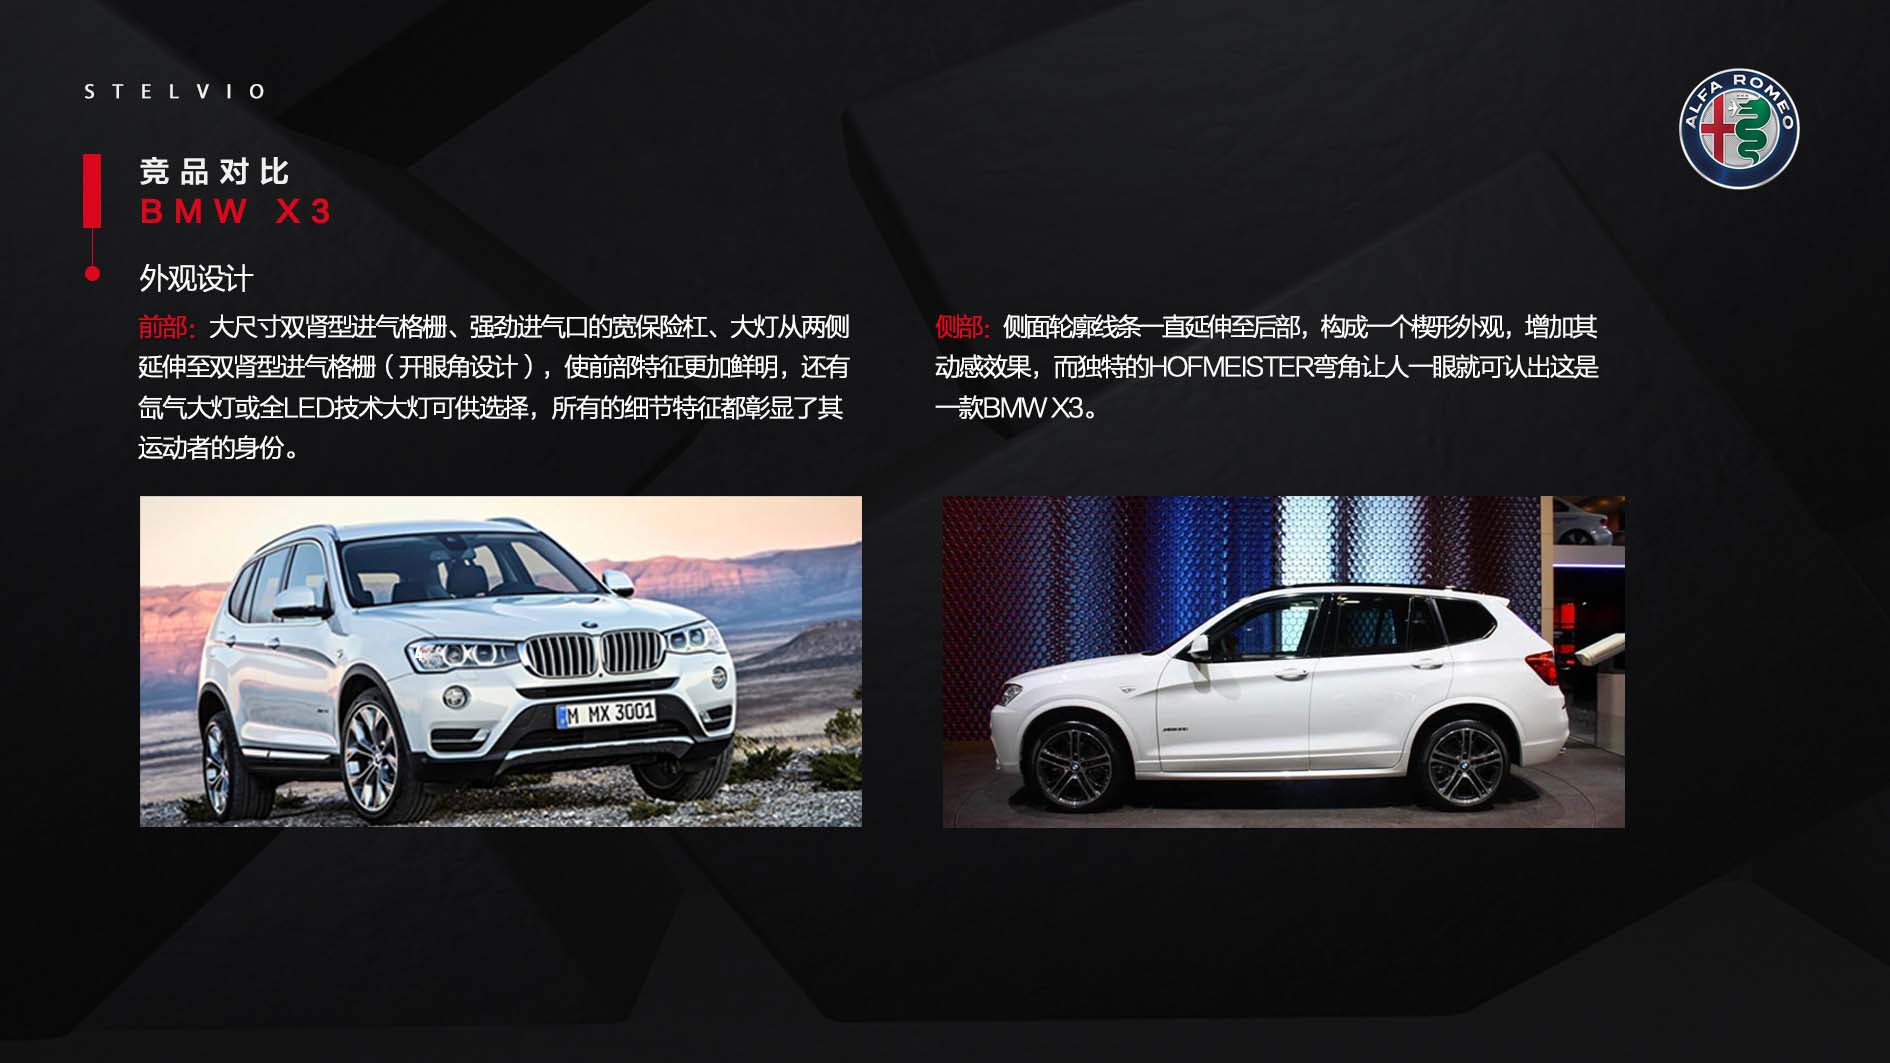 STELVIO
ALFA ROMEO
竞品对比
BMW X3
外观设计
前部：大尺寸双肾型进气格栅、强劲进气口的宽保险杠、大灯从两侧
延伸至双肾型进气格栅（开眼角设计），使前部特征更加鲜明，还有
氙气大灯或全LED技术大灯可供选择，所有的细节特征都彰显了其
运动者的身份。
侧部：侧面轮廓线条一直延伸至后部，构成一个楔形外观，增加其
动感效果，而独特的HOFMEISTER弯角让人一眼就可认出这是
一款BMW X3。
M MX 3001